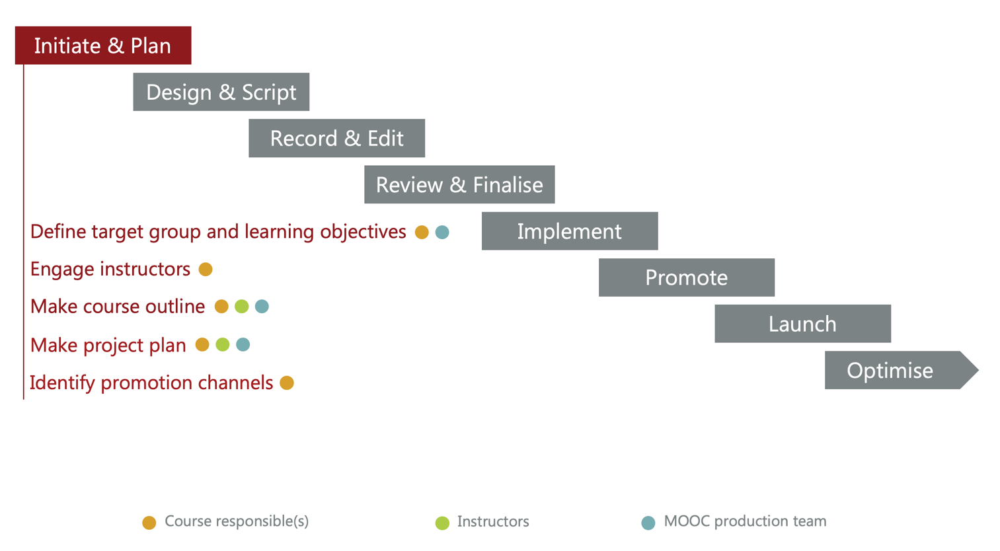 Initiate & Plan
Design & Script
Record & Edit
Review & Finalise
Define target group and learning objectives
Implement
Engage instructors
Promote
Make course outline
Launch
Make project plan
Optimise
Identify promotion channels
Course responsible(s)
Instructors
MOOC production team